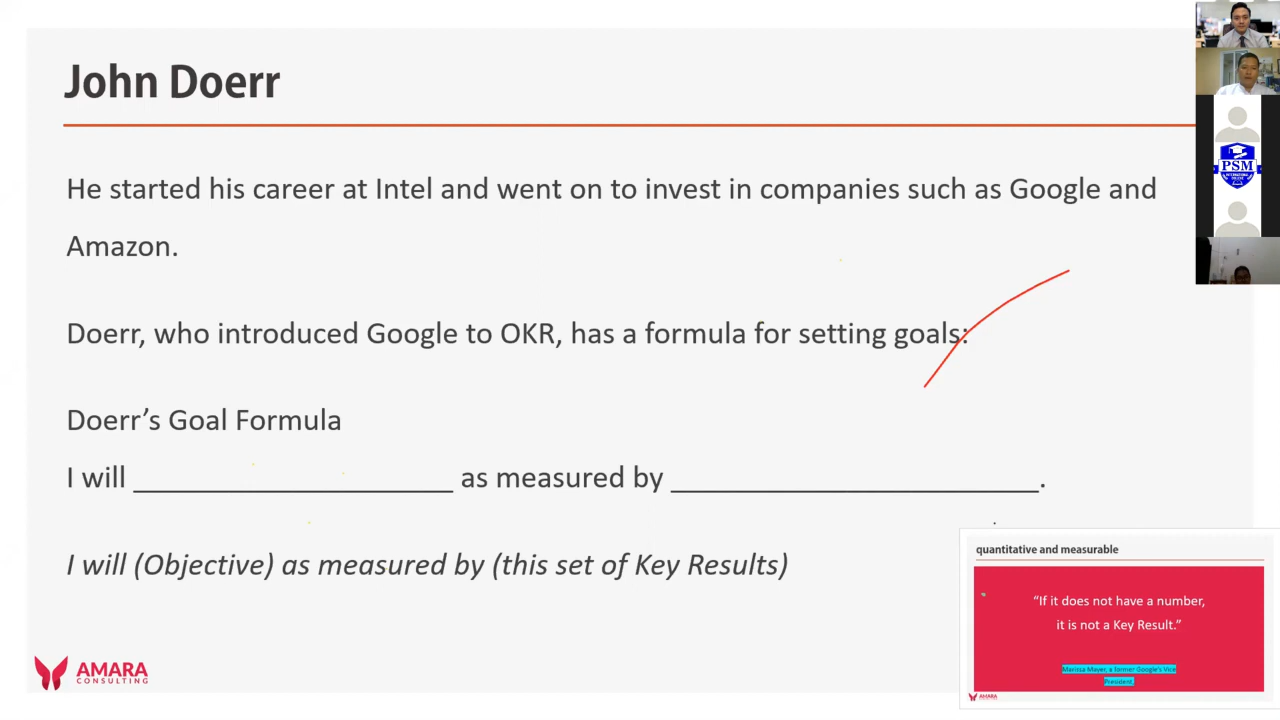 John Doerr
He started his career at Intel and went on to invest in companies such as Google and
Amazon.
Doerr, who introduced Google to OKR, has a formula for setting goals:
Doerr’s Goal Formula
I will ______________________ as measured by _________________________.
I will (Objective) as measured by (this set of Key Results)
AMARA
CONSULTING
PSM
INTERNATIONAL
quantitative and measurable
“If it does not have a number,
it is not a Key Result.”
Marissa Mayer, a former Google's Vice
President,
AMARA